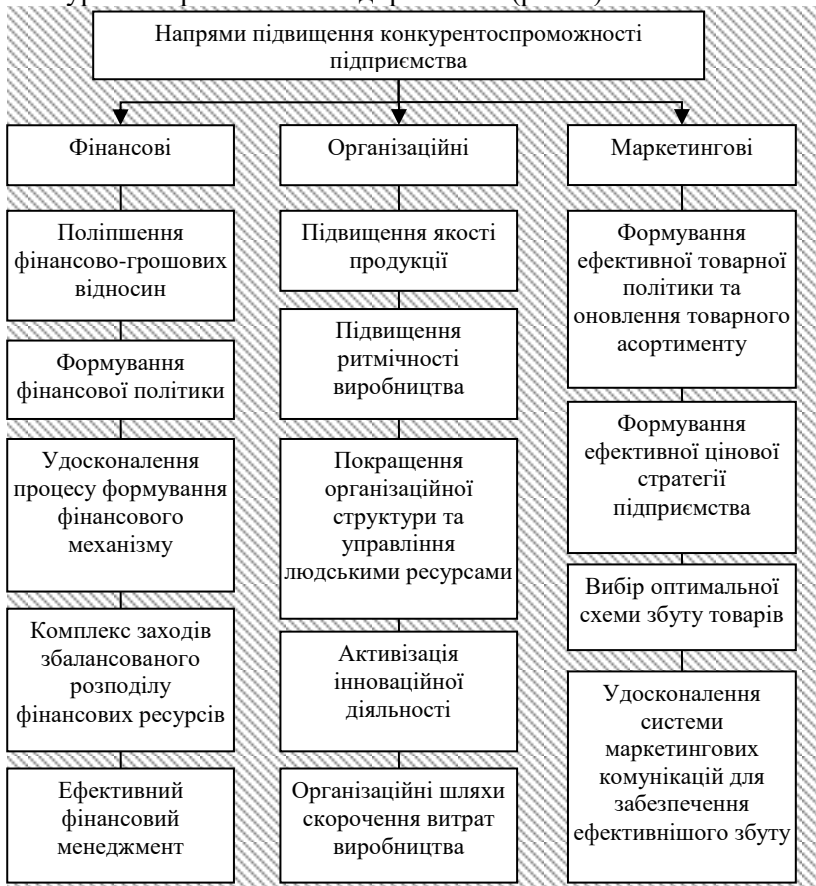 Напрями підвищення конкурентоспроможності
підприємства
Фінансові
Організаційні
Маркетингові
Поліпшення
фінансово-грошових
відносин
Формування
фінансової політики
Удосконалення
процесу формування
фінансового
механізму
Комплекс заходів
збалансованого
розподілу
фінансових ресурсів
Ефективний
фінансовий
менеджмент
Підвищення якості
продукції
Підвищення
ритмічності
виробництва
Покращення
організаційної
структури та
управління
людськими ресурсами
Активізація
інноваційної
діяльності
Організаційні шляхи
скорочення витрат
виробництва
Формування
ефективної товарної
політики та
оновлення товарного
асортименту
Формування
ефективної цінової
стратегії
підприємства
Вибір оптимальної
схеми збуту товарів
Удосконалення
системи
маркетингових
комунікацій для
забезпечення
ефективнішого збуту